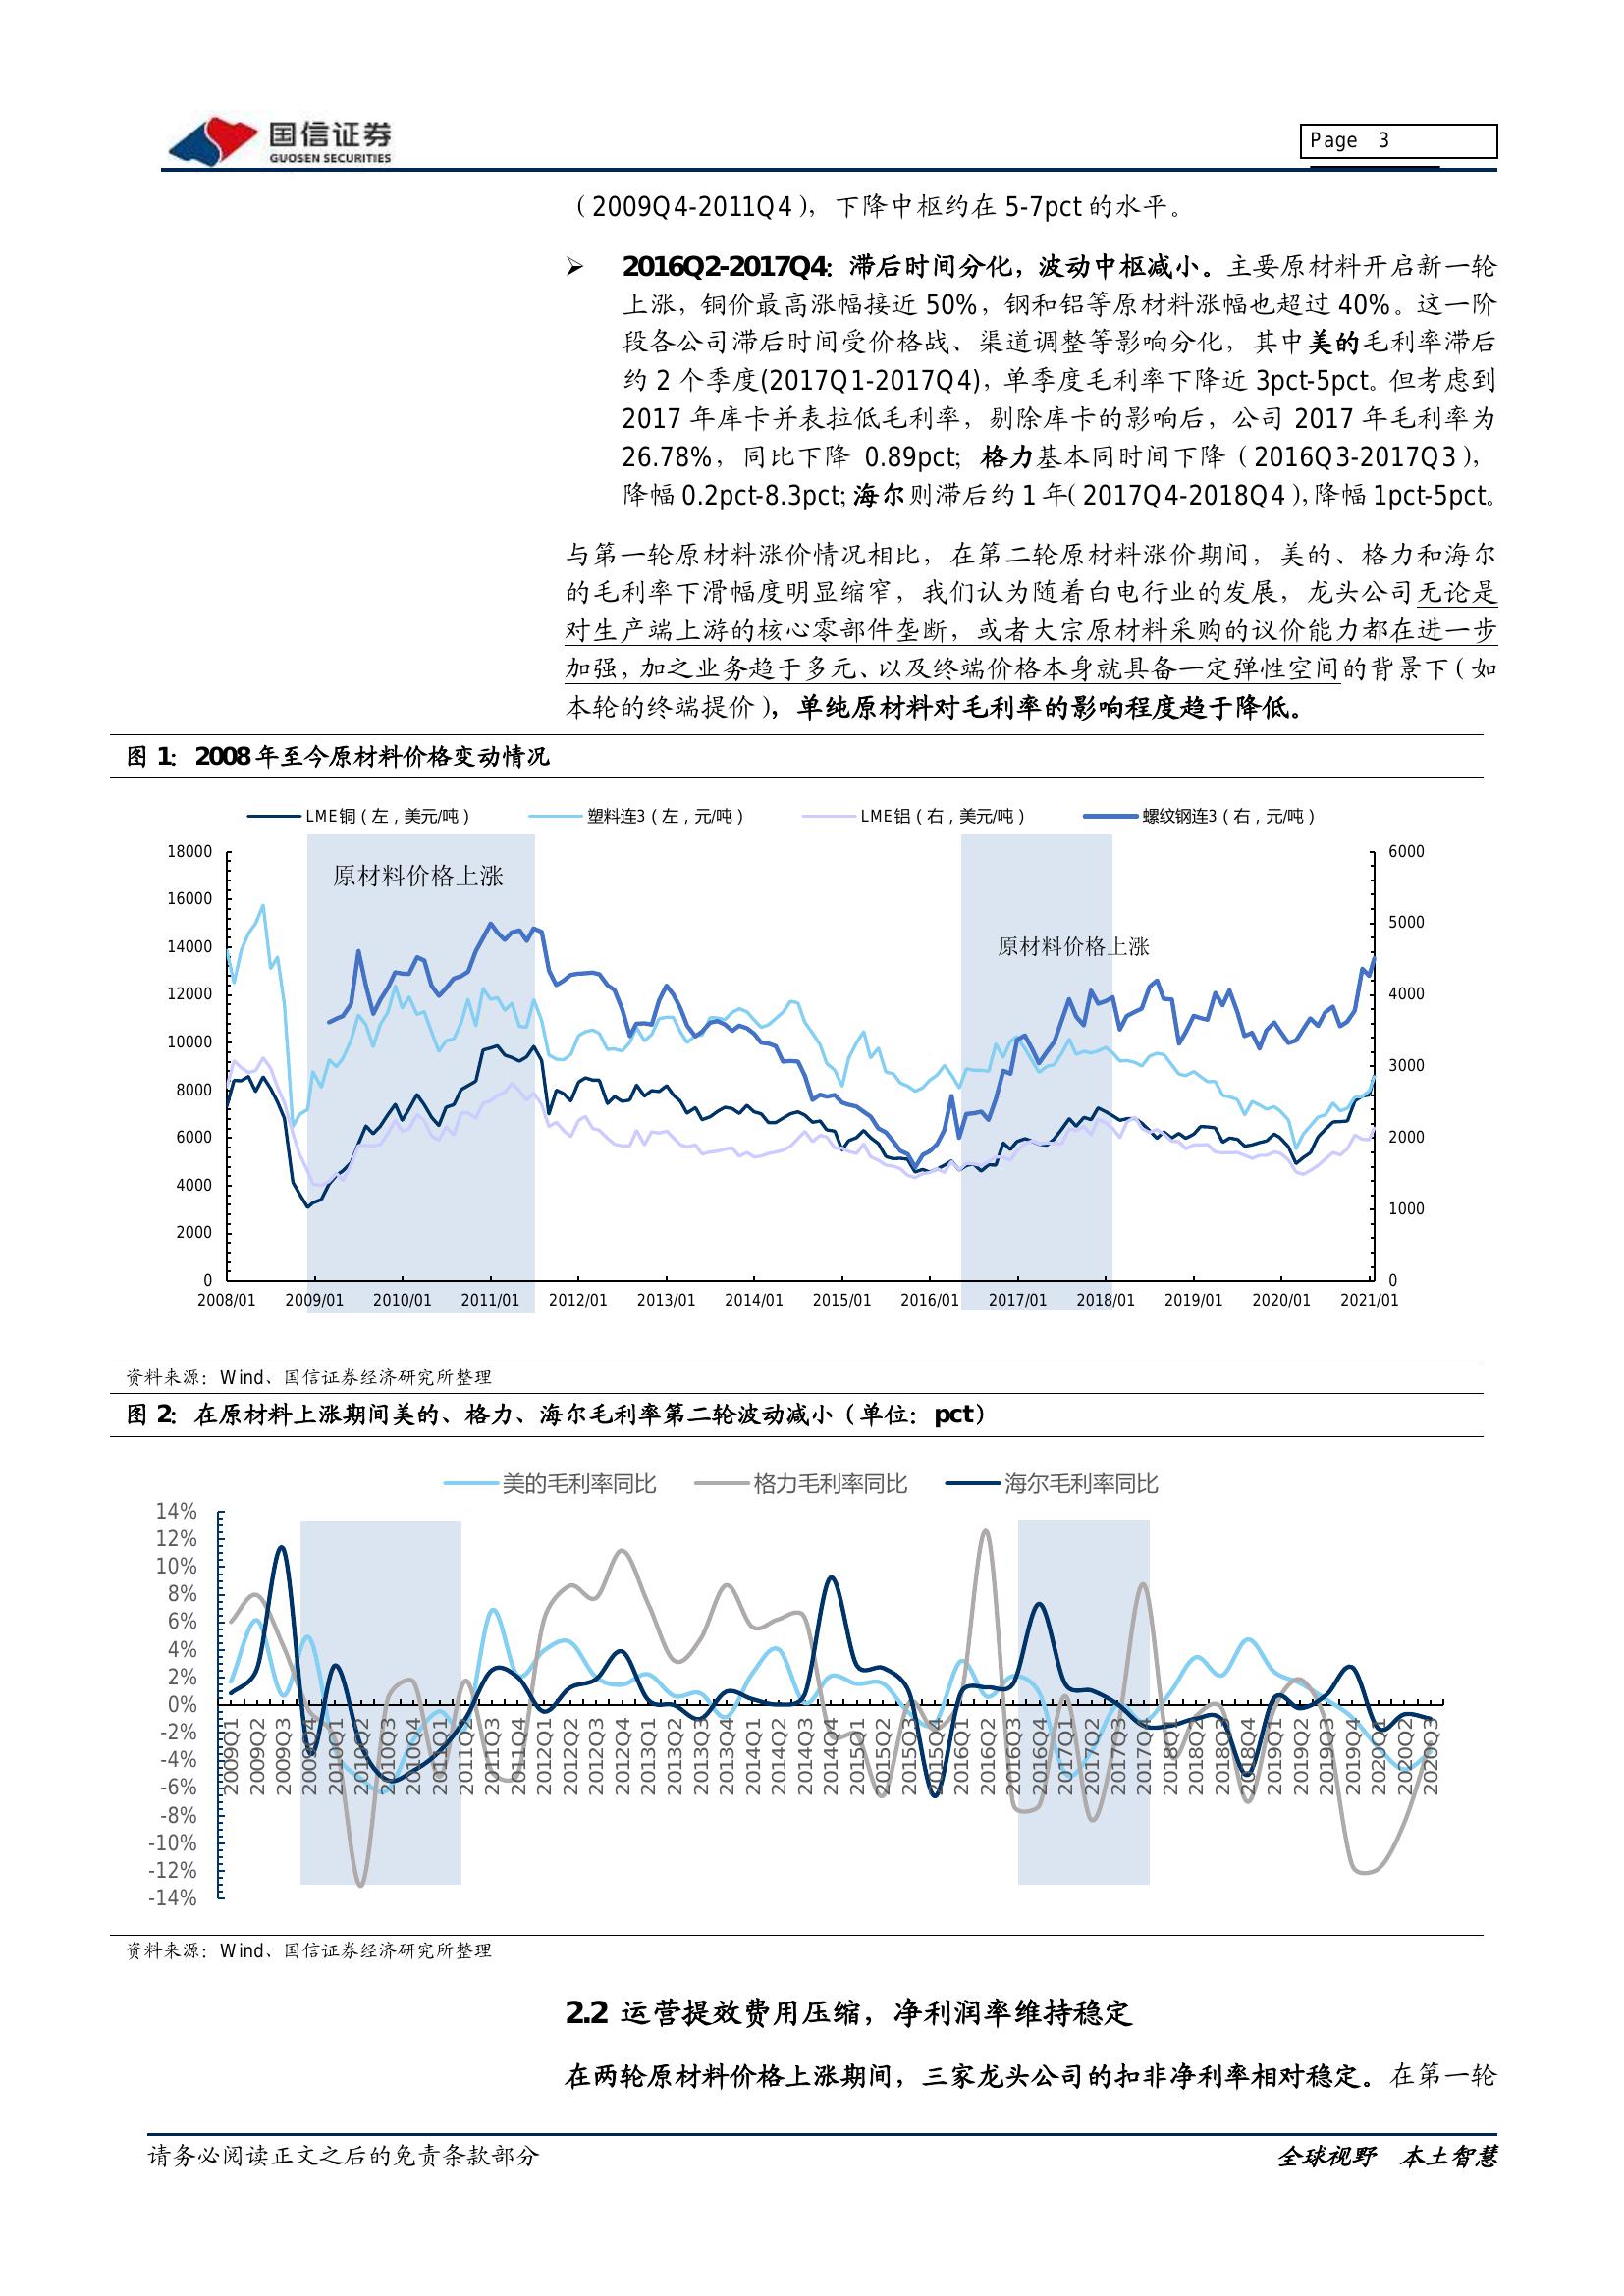 国信证券
GUOSEN SECURITIES
Page 3
（2009Q4-2011Q4），下降中枢约在 5-7pct 的水平。
➢ 2016Q2-2017Q4：滞后时间分化，波动中枢减小。主要原材料开启新一轮
上涨，铜价最高涨幅接近 50%，钢和铝等原材料涨幅也超过 40%。这一阶
段各公司滞后时间受价格战、渠道调整等影响分化，其中美的毛利率滞后
约 2 个季度(2017Q1-2017Q4)，单季度毛利率下降近 3pct-5pct。但考虑到
2017 年库卡并表拉低毛利率，剔除库卡的影响后，公司 2017 年毛利率为
26.78%，同比下降 0.89pct；格力基本同时间下降（2016Q3-2017Q3），
降幅 0.2pct-8.3pct；海尔则滞后约 1 年（2017Q4-2018Q4），降幅 1pct-5pct。
与第一轮原材料涨价情况相比，在第二轮原材料涨价期间，美的、格力和海尔
的毛利率下滑幅度明显缩窄，我们认为随着白电行业的发展，龙头公司无论是
对生产端上游的核心零部件垄断，或者大宗原材料采购的议价能力都在进一步
加强，加之业务趋于多元、以及终端价格本身就具备一定弹性空间的背景下（如
本轮的终端提价），单纯原材料对毛利率的影响程度趋于降低。
图 1：2008 年至今原材料价格变动情况
LME铜（左，美元/吨） 塑料连3（左，元/吨） LME铝（右，美元/吨） 螺纹钢连3（右，元/吨）
原材料价格上涨
原材料价格上涨
18000
16000
14000
12000
10000
8000
6000
4000
2000
0
6000
5000
4000
3000
2000
1000
0
2008/01 2009/01 2010/01 2011/01 2012/01 2013/01 2014/01 2015/01 2016/01 2017/01 2018/01 2019/01 2020/01 2021/01
资料来源：Wind、国信证券经济研究所整理
图 2：在原材料上涨期间美的、格力、海尔毛利率第二轮波动减小（单位：pct）
美的毛利率同比 格力毛利率同比 海尔毛利率同比
14%
12%
10%
8%
6%
4%
2%
0%
-2%
-4%
-6%
-8%
-10%
-12%
-14%
2009Q1 2009Q2 2009Q3 2009Q4 2010Q1 2010Q2 2010Q3 2010Q4 2011Q1 2011Q2 2011Q3 2011Q4 2012Q1 2012Q2 2012Q3 2012Q4 2013Q1 2013Q2 2013Q3 2013Q4 2014Q1 2014Q2 2014Q3 2014Q4 2015Q1 2015Q2 2015Q3 2015Q4 2016Q1 2016Q2 2016Q3 2016Q4 2017Q1 2017Q2 2017Q3 2017Q4 2018Q1 2018Q2 2018Q3 2018Q4 2019Q1 2019Q2 2019Q3 2019Q4 2020Q1 2020Q2 2020Q3
资料来源：Wind、国信证券经济研究所整理
2.2 运营提效费用压缩，净利润率维持稳定
在两轮原材料价格上涨期间，三家龙头公司的扣非净利率相对稳定。在第一轮
请务必阅读正文之后的免责条款部分
全球视野 本土智慧